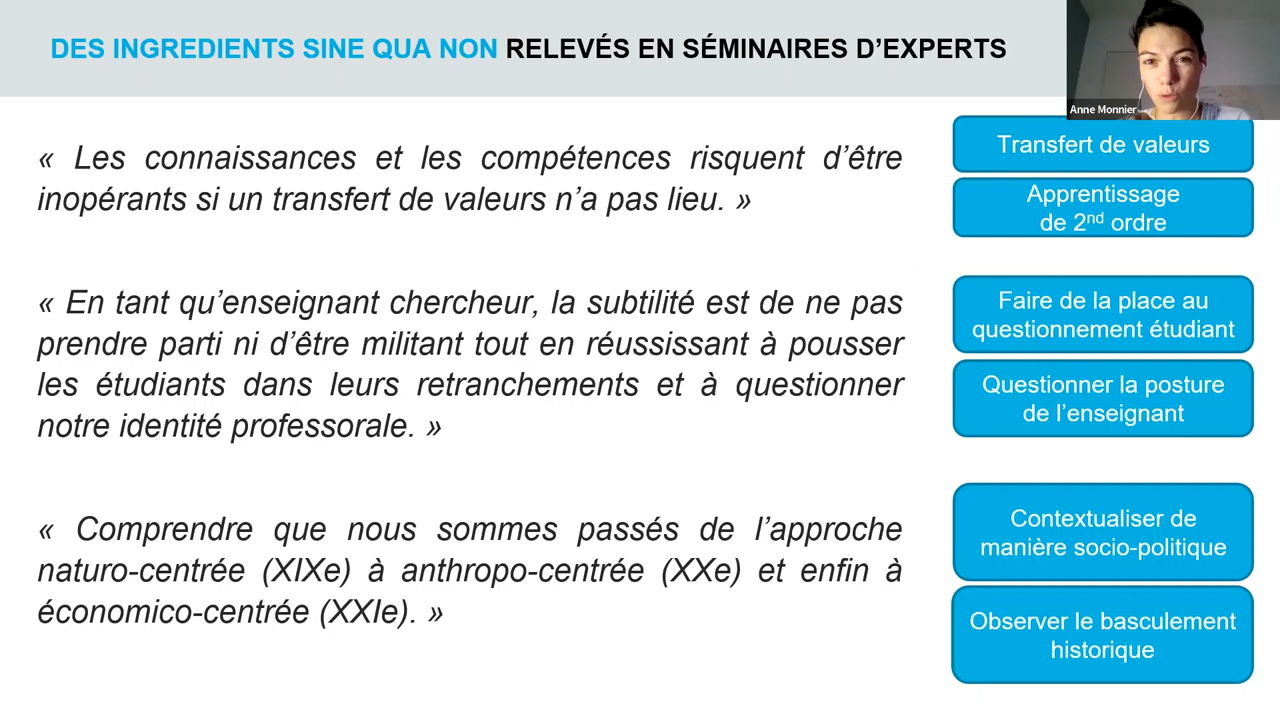 DES INGREDIENTS SINE QUA NON RELEVÉS EN SÉMINAIRES D’EXPERTS
Anne Monnier
« Les connaissances et les compétences risquent d’être
inopérants si un transfert de valeurs n’a pas lieu. »
Transfert de valeurs
Apprentissage
de 2nd ordre
« En tant qu’enseignant chercheur, la subtilité est de ne pas
prendre parti ni d’être militant tout en réussissant à pousser
les étudiants dans leurs retranchements et à questionner
notre identité professorale. »
Faire de la place au
questionnement étudiant
Questionner la posture
de l’enseignant
« Comprendre que nous sommes passés de l’approche
naturo-centrée (XIXe) à anthropo-centrée (XXe) et enfin à
économico-centrée (XXIe). »
Contextualiser de
manière socio-politique
Observer le basculement
historique